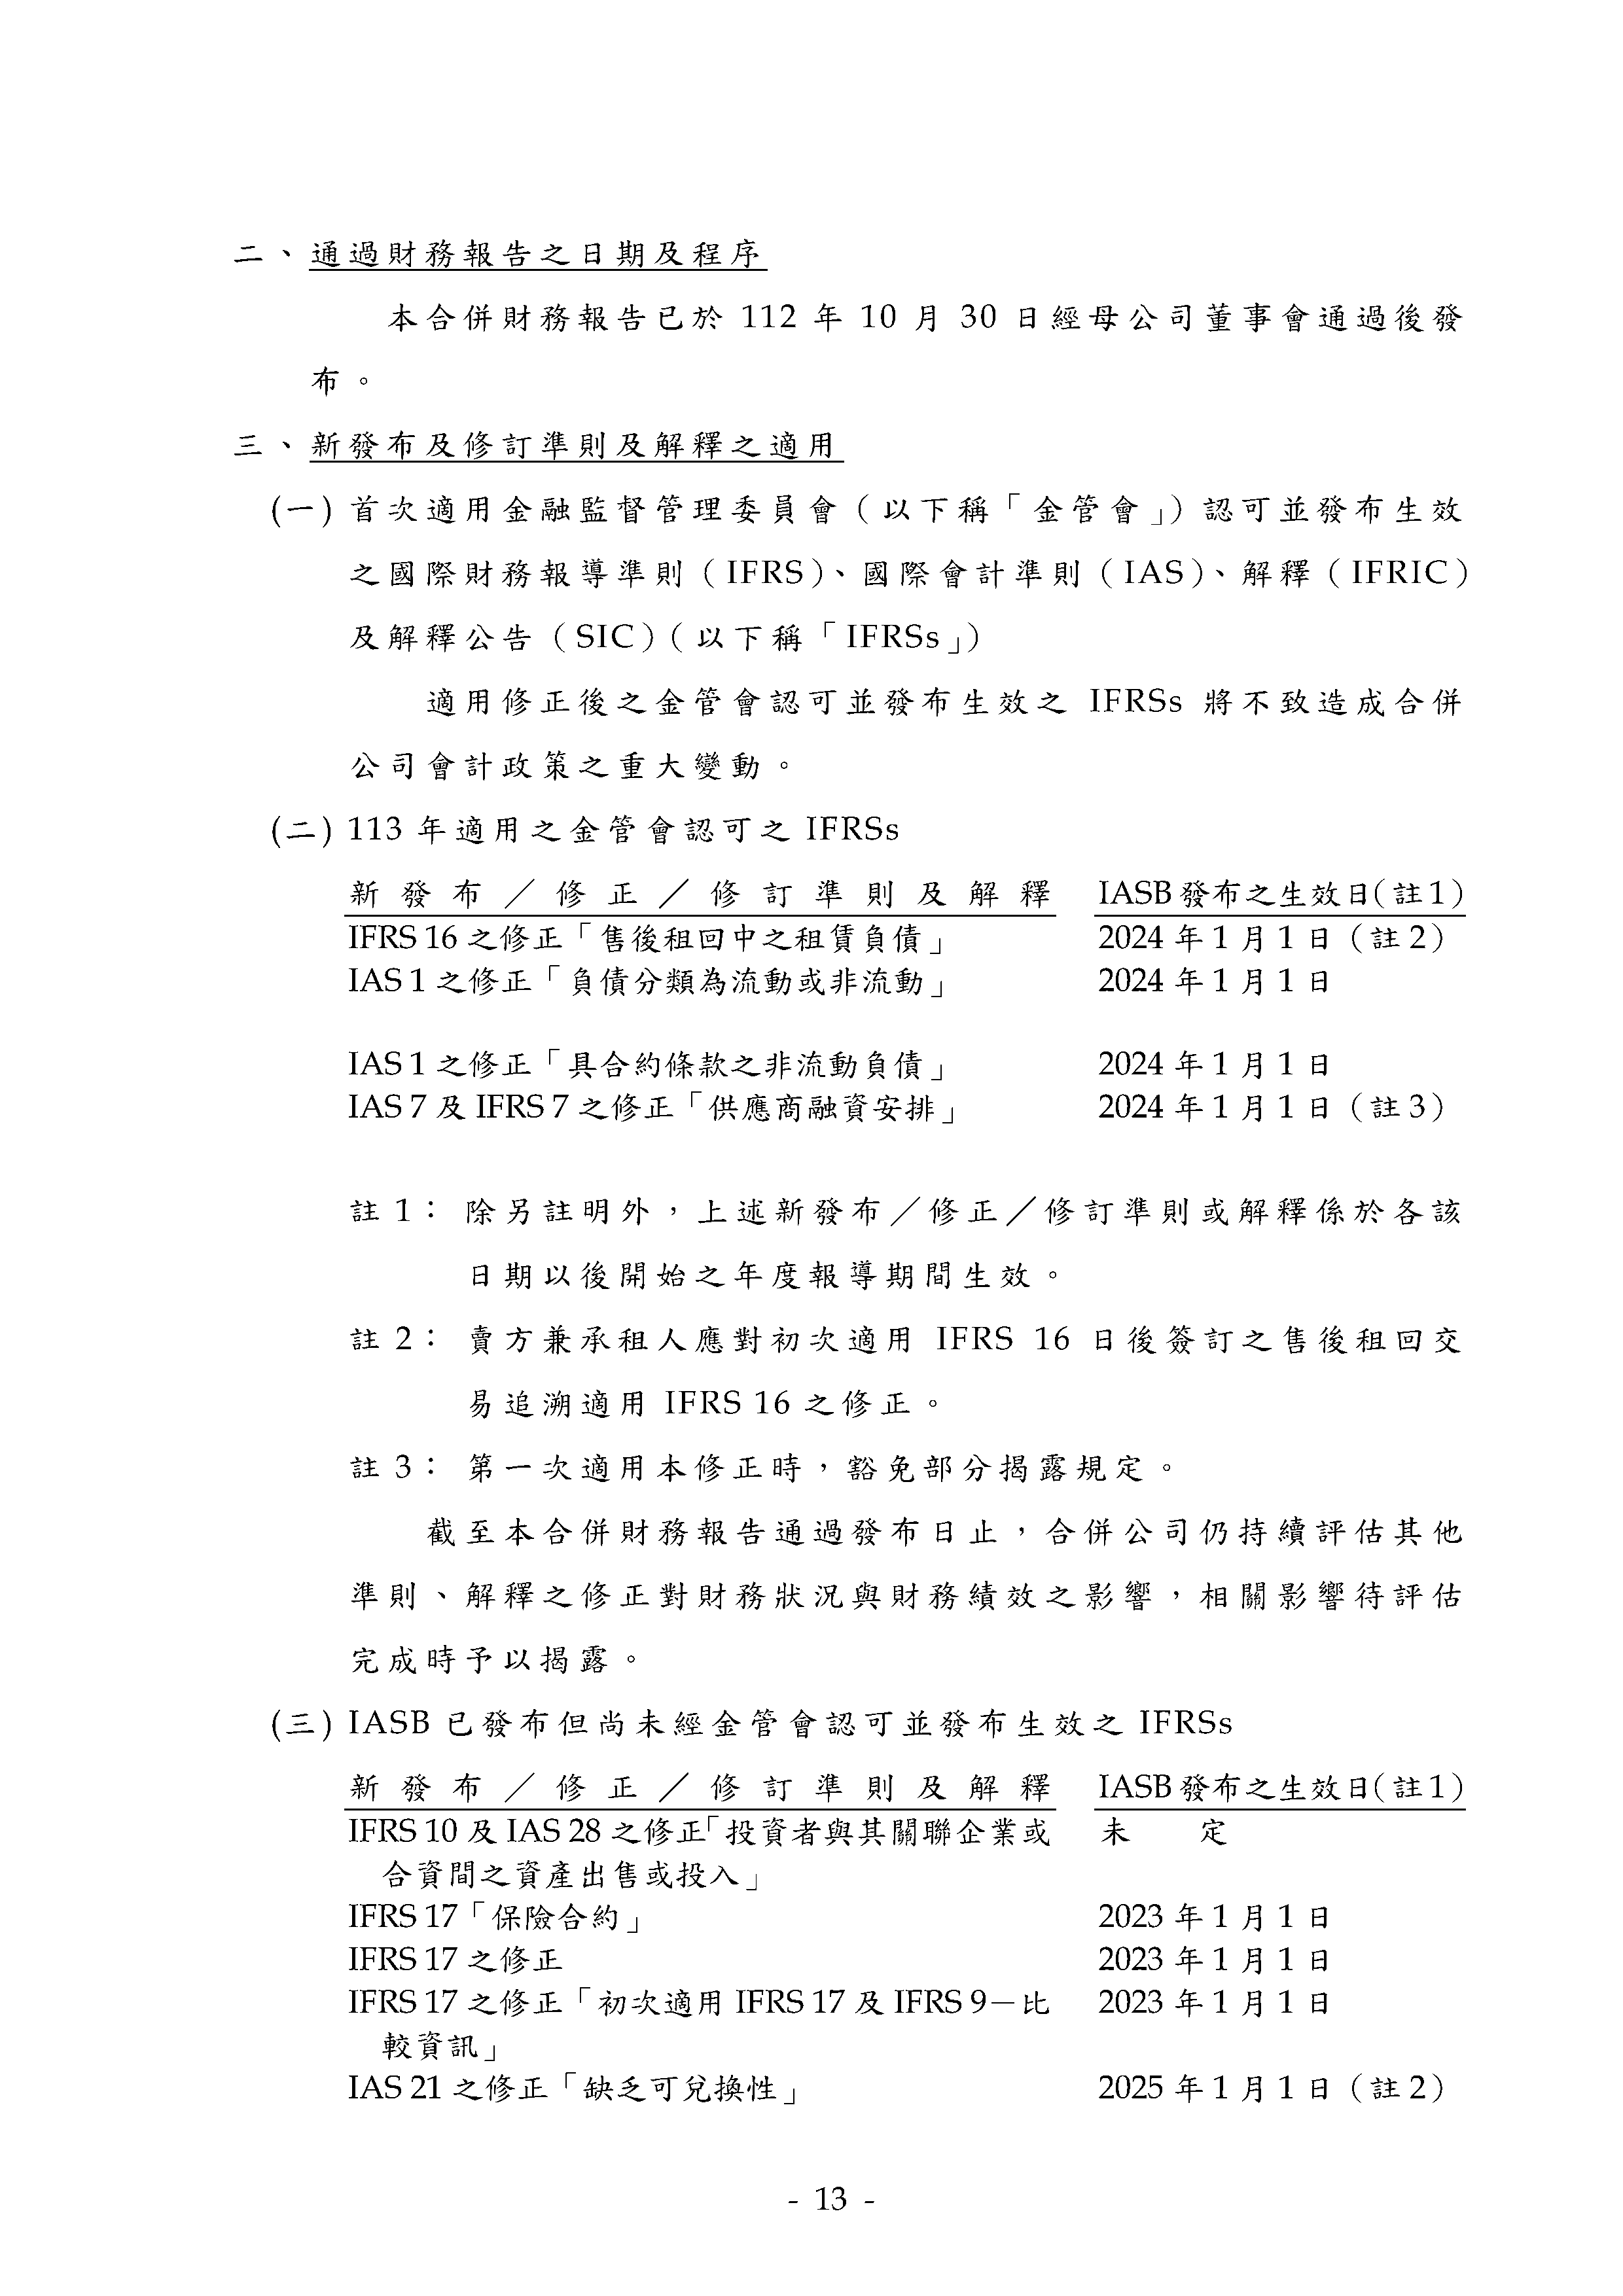 二、通過財務報告之日期及程序
本合併財務報告已於 112 年 10 月 30 日經母公司董事會通過後發
布。
三、新發布及修訂準則及解釋之適用
(一) 首次適用金融監督管理委員會（以下稱「金管會」）認可並發布生效
之國際財務報導準則（IFRS）、國際會計準則（IAS）、解釋（IFRIC）
及解釋公告（SIC）（以下稱「IFRSs」）
適用修正後之金管會認可並發布生效之 IFRSs 將不致造成合併
公司會計政策之重大變動。
(二) 113 年適用之金管會認可之 IFRSs
新發布／修正／修訂準則及解釋 IASB 發布之生效日（註 1）
IFRS 16 之修正「售後租回中之租賃負債」 2024 年 1 月 1 日（註 2）
IAS 1 之修正「負債分類為流動或非流動」 2024 年 1 月 1 日
IAS 1 之修正「具合約條款之非流動負債」 2024 年 1 月 1 日
IAS 7 及 IFRS 7 之修正「供應商融資安排」 2024 年 1 月 1 日（註 3）
註 1： 除另註明外，上述新發布／修正／修訂準則或解釋係於各該
日期以後開始之年度報導期間生效。
註 2： 賣方兼承租人應對初次適用 IFRS 16 日後簽訂之售後租回交
易追溯適用 IFRS 16 之修正。
註 3： 第一次適用本修正時，豁免部分揭露規定。
截至本合併財務報告通過發布日止，合併公司仍持續評估其他
準則、解釋之修正對財務狀況與財務績效之影響，相關影響待評估
完成時予以揭露。
(三) IASB 已發布但尚未經金管會認可並發布生效之 IFRSs
新發布／修正／修訂準則及解釋 IASB 發布之生效日（註 1）
IFRS 10 及 IAS 28 之修正「投資者與其關聯企業或 未 定
合資間之資產出售或投入」
IFRS 17「保險合約」 2023 年 1 月 1 日
IFRS 17 之修正 2023 年 1 月 1 日
IFRS 17 之修正「初次適用 IFRS 17 及 IFRS 9－比 2023 年 1 月 1 日
較資訊」
IAS 21 之修正「缺乏可兌換性」 2025 年 1 月 1 日（註 2）
- 13 -